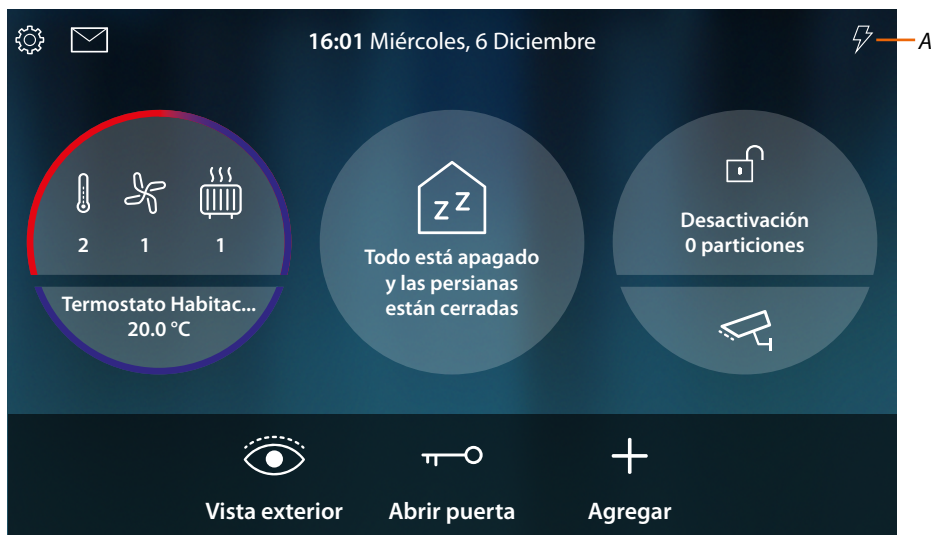 16:01 Miércoles, 6 Diciembre
A
2 1 1
Termostato Habitac...
20.0 °C
z Z
Todo está apagado
y las persianas
están cerradas
Desactivación
0 particiones
Vista exterior
Abrir puerta
Agregar